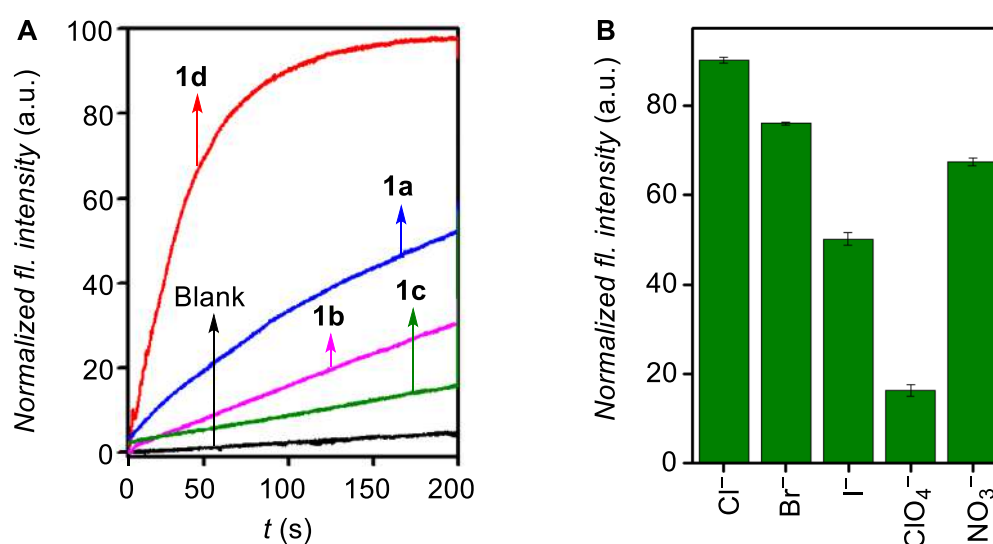 A
Normalized fl. intensity (a.u.)
100
80
60
40
20
0
1d
1a
Blank
1b
1c
0
50
100
150
200
t (s)
B
Normalized fl. intensity (a.u.)
80
60
40
20
0
Cl⁻
Br⁻
I⁻
ClO₄⁻
NO₃⁻